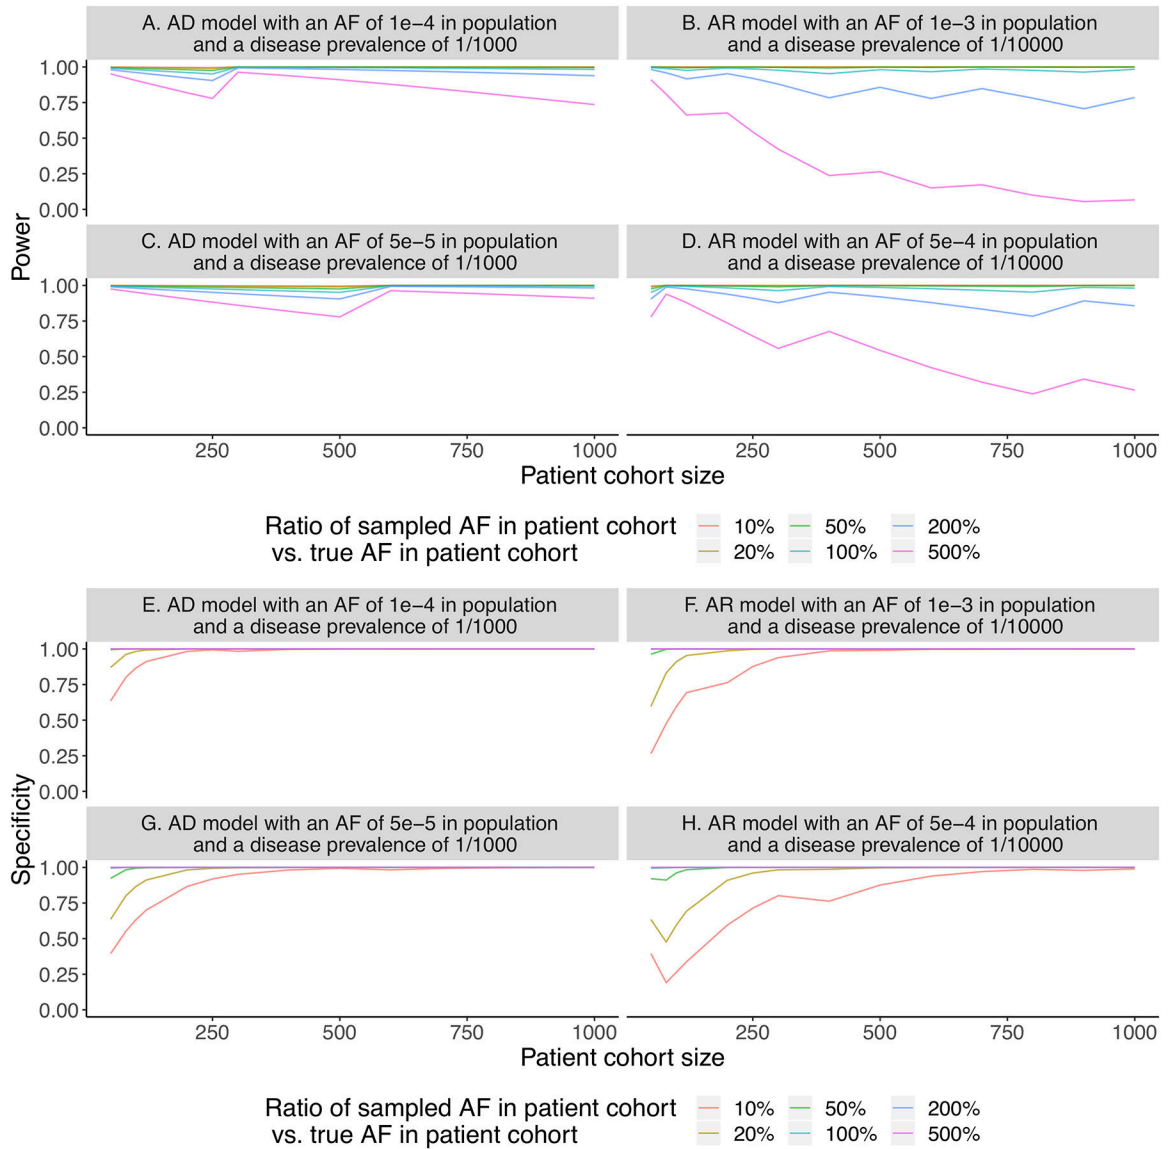 A. AD model with an AF of 1e−4 in population
and a disease prevalence of 1/1000
B. AR model with an AF of 1e−3 in population
and a disease prevalence of 1/10000
1.00
0.75
0.50
0.25
0.00
C. AD model with an AF of 5e−5 in population
and a disease prevalence of 1/1000
D. AR model with an AF of 5e−4 in population
and a disease prevalence of 1/10000
Power
1.00
0.75
0.50
0.25
0.00
250 500 750 1000 250 500 750 1000
Patient cohort size
Ratio of sampled AF in patient cohort
vs. true AF in patient cohort
10% 50% 200%
20% 100% 500%
E. AD model with an AF of 1e−4 in population
and a disease prevalence of 1/1000
F. AR model with an AF of 1e−3 in population
and a disease prevalence of 1/10000
1.00
0.75
0.50
0.25
0.00
G. AD model with an AF of 5e−5 in population
and a disease prevalence of 1/1000
H. AR model with an AF of 5e−4 in population
and a disease prevalence of 1/10000
Specificity
1.00
0.75
0.50
0.25
0.00
250 500 750 1000 250 500 750 1000
Patient cohort size
Ratio of sampled AF in patient cohort
vs. true AF in patient cohort
10% 50% 200%
20% 100% 500%